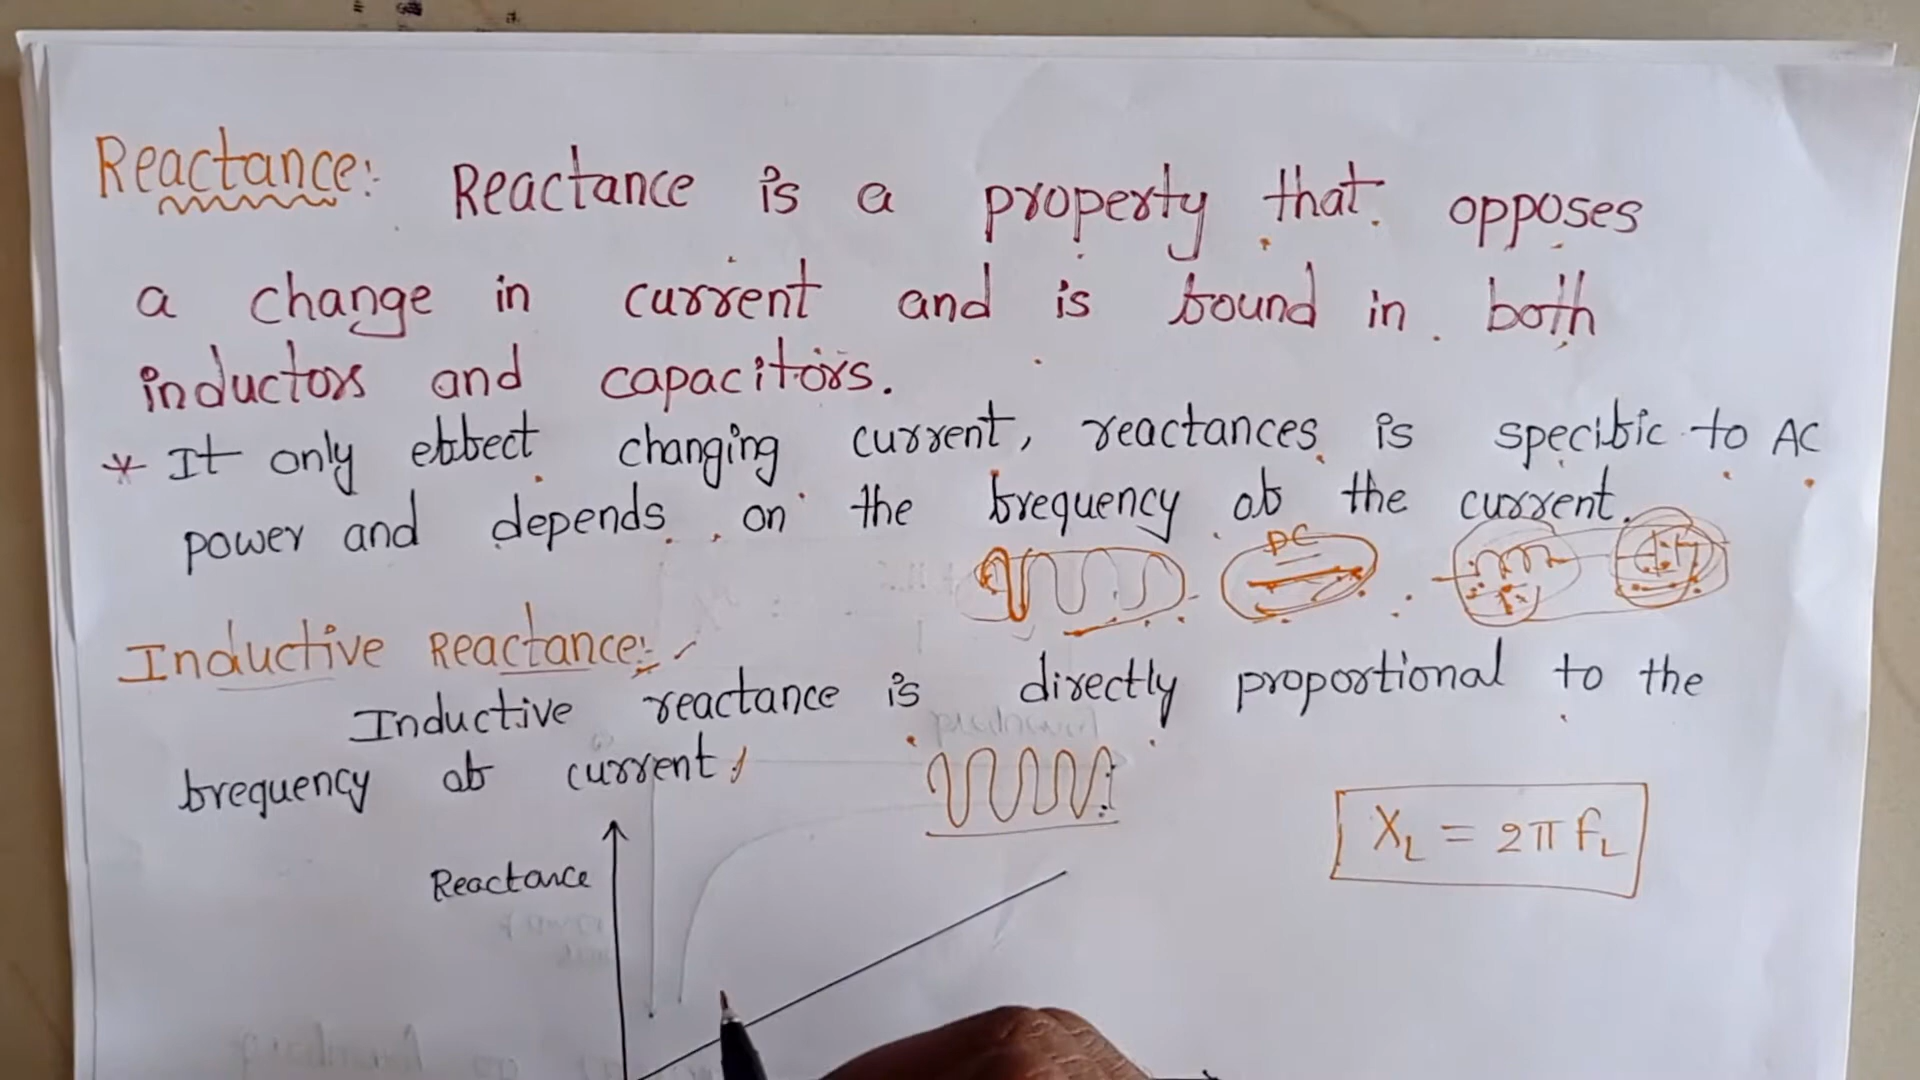 Reactance: Reactance is a property that opposes
a change in current and is found in both
inductors and capacitors.
* It only effect changing current, reactances is specific to AC
power and depends on the frequency of the current.
DC
Inductive Reactance:
Inductive reactance is directly proportional to the
frequency of current.
Reactance
X_L = 2π f_L